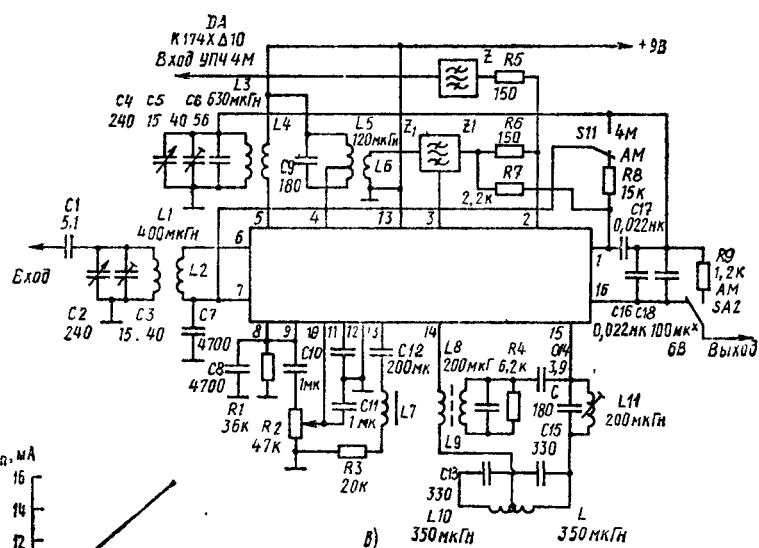 DA
К174ХΔ10
Вход УПЧ 4М
+9В
Z
R5
150
L3
630мкГн
C4
240
C5
15
C6
40 56
L4
L5
120мкГн
C9
180
L6
Z1
Z1
R6
150
R7
2,2к
S11
4М
АМ
R8
15к
C17
0,022нк
C1
5,1
L1
400мкГн
Вход
L2
C2
240
C3
15. 40
C7
4700
5
4
13
3
2
6
7
1
16
8
9
10
11
12
13
14
15
R9
1,2к
АМ
SA2
C16
0,022нк
C18
100мк×
6В
Выход
C8
4700
R1
36к
C10
1мк
R2
47к
C11
1 мк
C12
200мк
L7
R3
20к
L8
200мкГ
R4
6,2к
3,9
C
180
L11
200мкГн
L9
C15
330
C13
330
L10
350мкГн
L
350мкГн
п, мА
16
14
12
в)